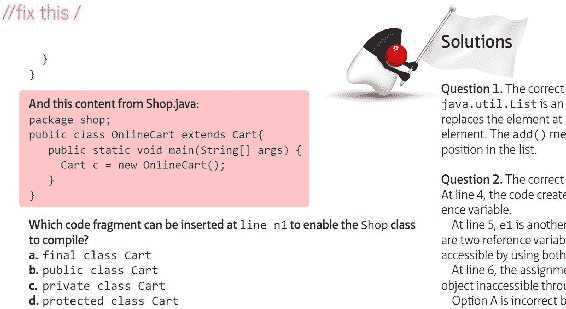 //fix this /
}
}
And this content from Shop.java:
package shop;
public class OnlineCart extends Cart{
public static void main(String[] args) {
Cart c = new OnlineCart();
}
}
Which code fragment can be inserted at line n1 to enable the Shop class
to compile?
a. final class Cart
b. public class Cart
c. private class Cart
d. protected class Cart
Solutions
Question 1. The correct
java.util.List is an
replaces the element at
element. The add() me
position in the list.
Question 2. The correct
At line 4, the code create
ence variable.
At line 5, e1 is another
are two reference variab
accessible by using both
At line 6, the assignme
object inaccessible throu
Option A is incorrect b